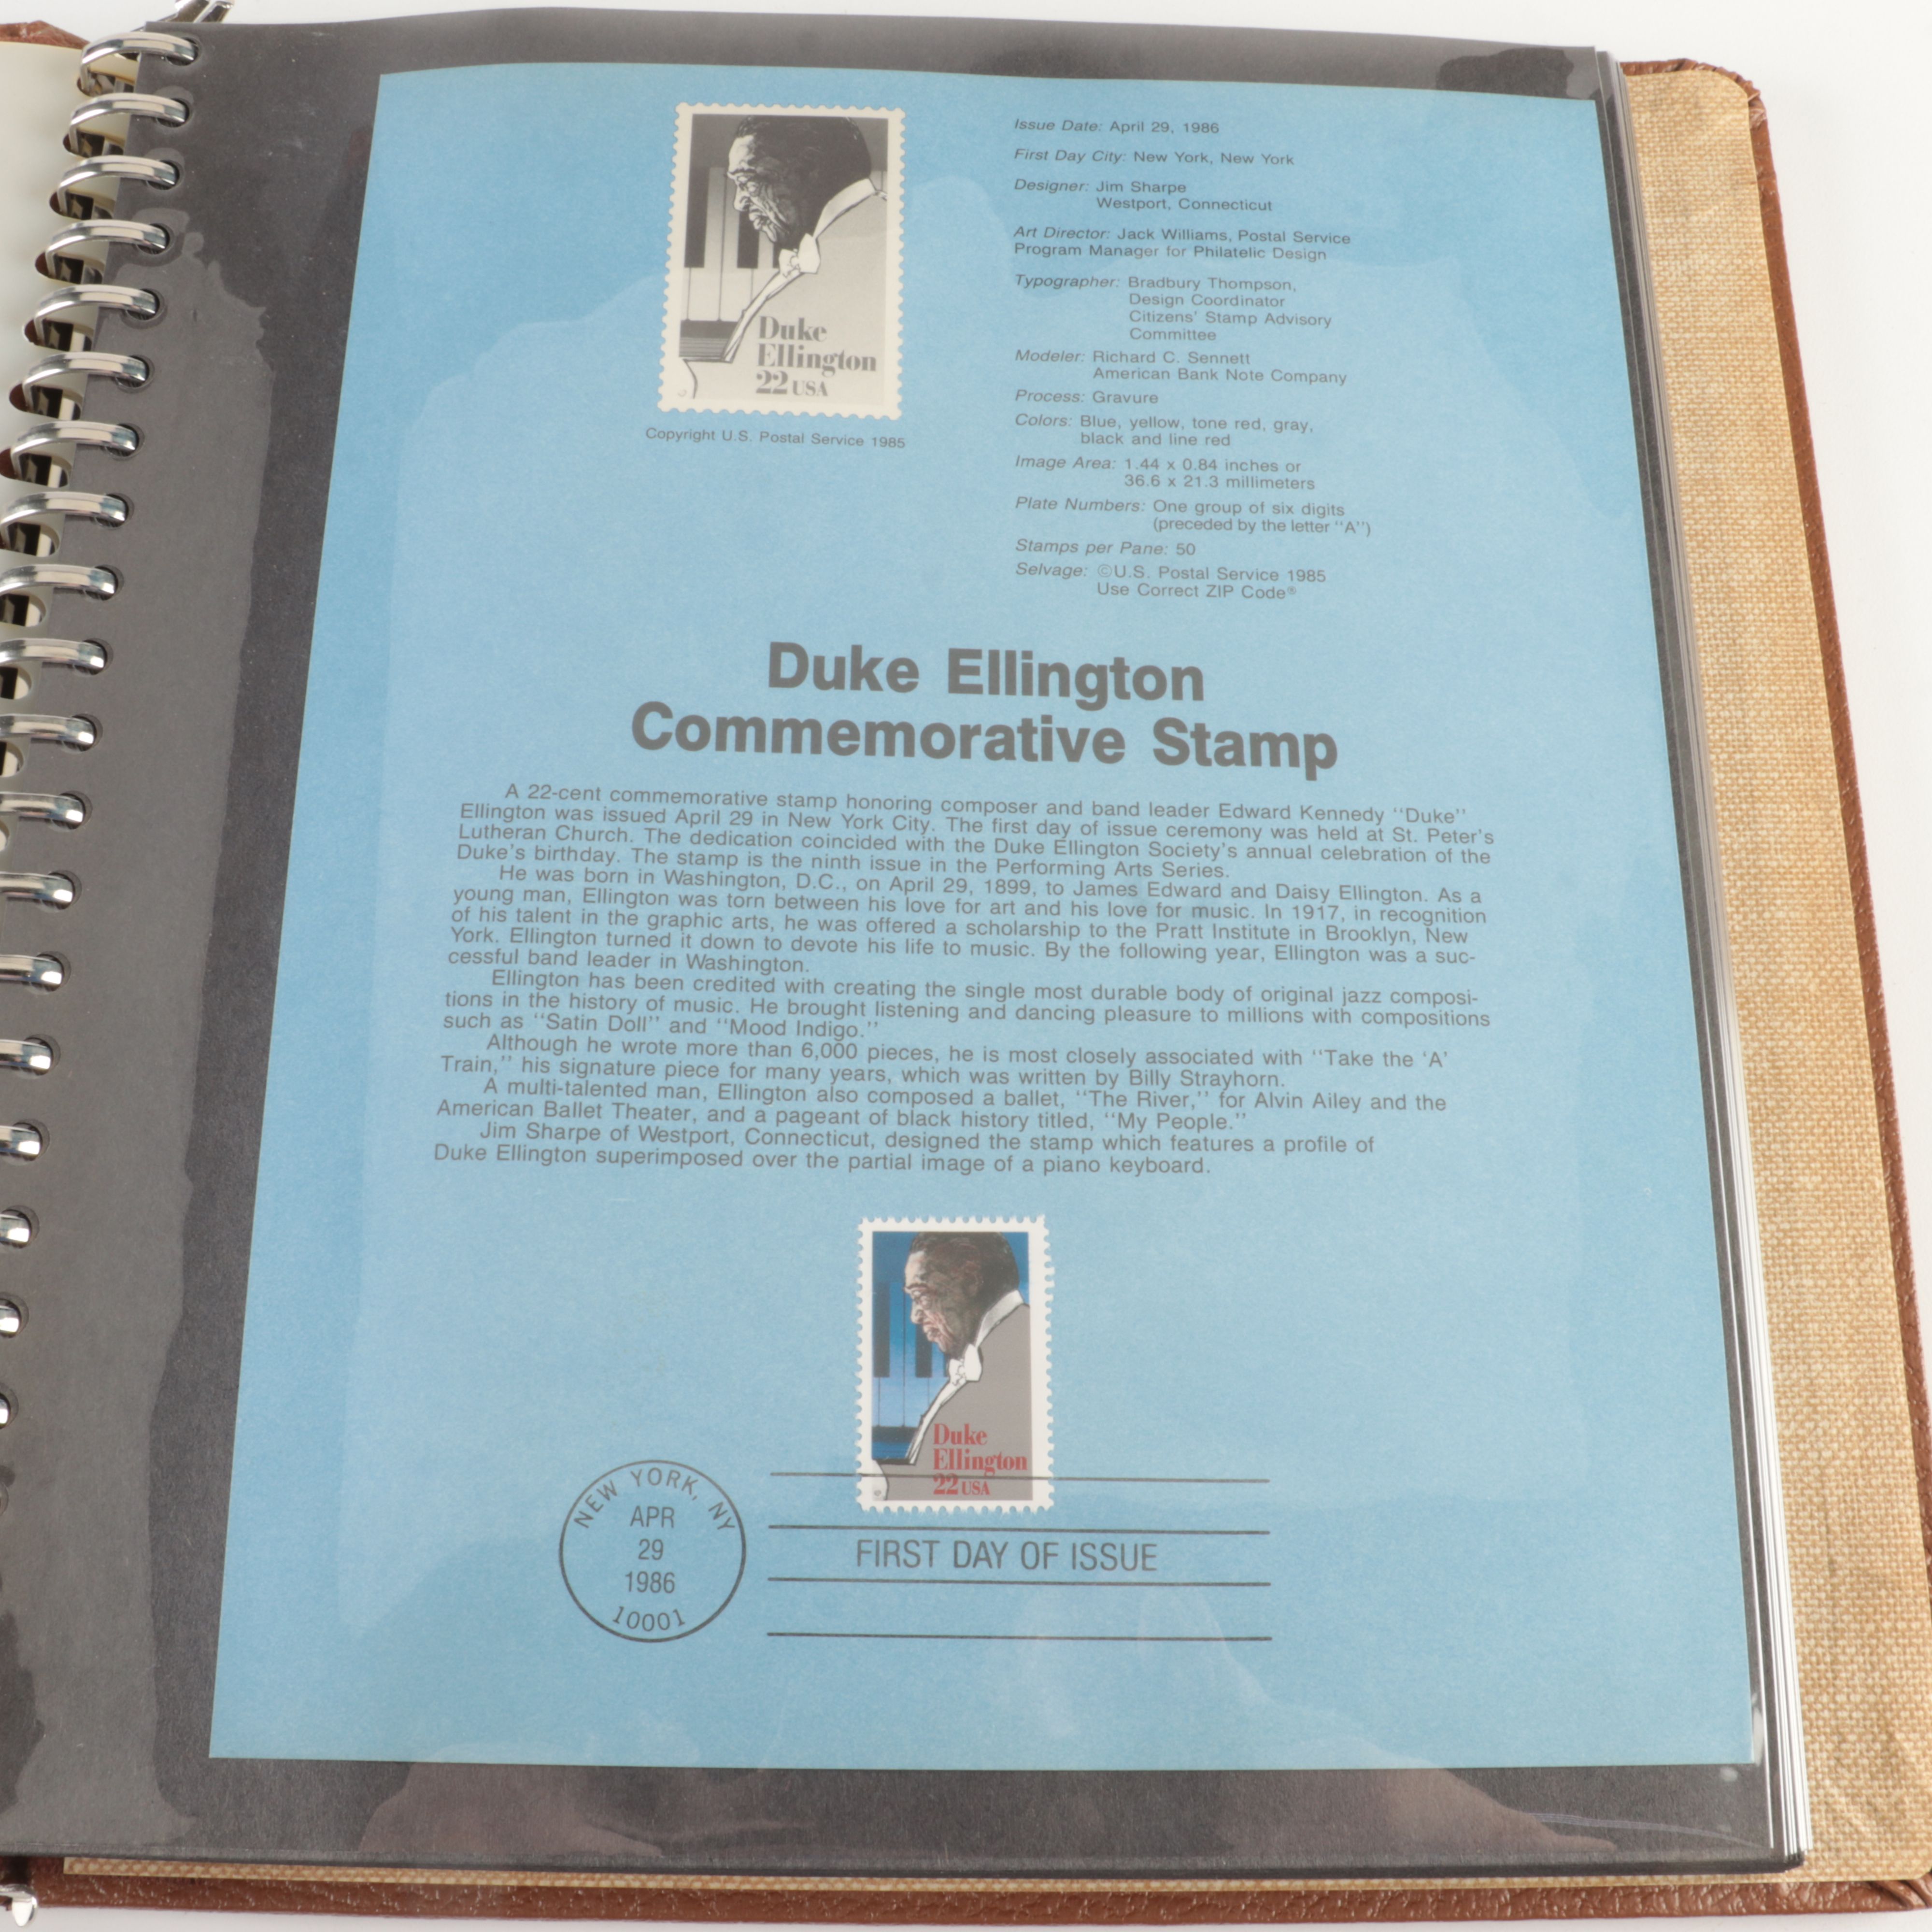 Duke
Ellington
22 USA
Copyright U.S. Postal Service 1985
Issue Date: April 29, 1986
First Day City: New York, New York
Designer: Jim Sharpe
Westport, Connecticut
Art Director: Jack Williams, Postal Service
Program Manager for Philatelic Design
Typographer: Bradbury Thompson,
Design Coordinator
Citizens' Stamp Advisory
Committee
Modeler: Richard C. Sennett
American Bank Note Company
Process: Gravure
Colors: Blue, yellow, tone red, gray,
black and line red
Image Area: 1.44 x 0.84 inches or
36.6 x 21.3 millimeters
Plate Numbers: One group of six digits
(preceded by the letter "A")
Stamps per Pane: 50
Selvage: ©U.S. Postal Service 1985
Use Correct ZIP Code®
Duke Ellington
Commemorative Stamp
A 22-cent commemorative stamp honoring composer and band leader Edward Kennedy "Duke"
Ellington was issued April 29 in New York City. The first day of issue ceremony was held at St. Peter's
Lutheran Church. The dedication coincided with the Duke Ellington Society's annual celebration of the
Duke's birthday. The stamp is the ninth issue in the Performing Arts Series.
He was born in Washington, D.C., on April 29, 1899, to James Edward and Daisy Ellington. As a
young man, Ellington was torn between his love for art and his love for music. In 1917, in recognition
of his talent in the graphic arts, he was offered a scholarship to the Pratt Institute in Brooklyn, New
York. Ellington turned it down to devote his life to music. By the following year, Ellington was a suc-
cessful band leader in Washington.
Ellington has been credited with creating the single most durable body of original jazz composi-
tions in the history of music. He brought listening and dancing pleasure to millions with compositions
such as "Satin Doll" and "Mood Indigo."
Although he wrote more than 6,000 pieces, he is most closely associated with "Take the 'A'
Train," his signature piece for many years, which was written by Billy Strayhorn.
A multi-talented man, Ellington also composed a ballet, "The River," for Alvin Ailey and the
American Ballet Theater, and a pageant of black history titled, "My People."
Jim Sharpe of Westport, Connecticut, designed the stamp which features a profile of
Duke Ellington superimposed over the partial image of a piano keyboard.
Duke
Ellington
22 USA
NEW YORK, NY
APR
29
1986
10001
FIRST DAY OF ISSUE